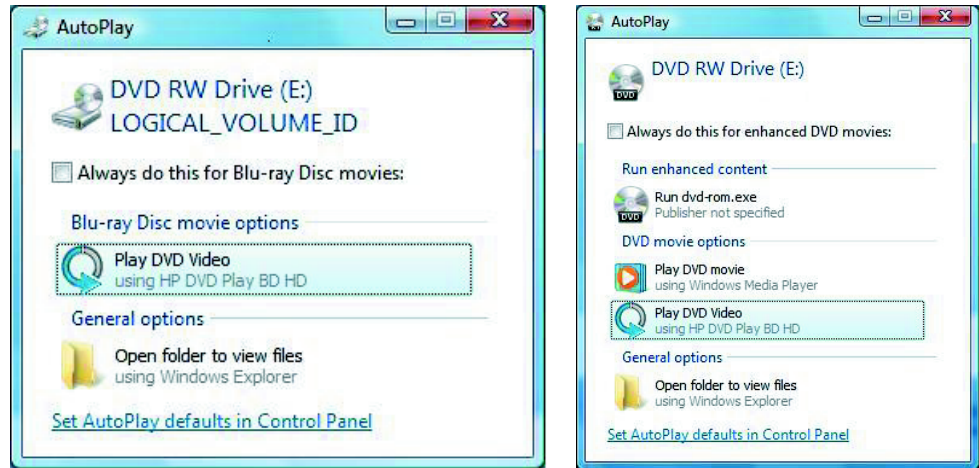 AutoPlay
DVD RW Drive (E:)
LOGICAL_VOLUME_ID
Always do this for Blu-ray Disc movies:
Blu-ray Disc movie options
Play DVD Video
using HP DVD Play BD HD
General options
Open folder to view files
using Windows Explorer
Set AutoPlay defaults in Control Panel
AutoPlay
DVD RW Drive (E:)
DVD
Always do this for enhanced DVD movies:
Run enhanced content
Run dvd-rom.exe
Publisher not specified
DVD
DVD movie options
Play DVD movie
using Windows Media Player
Play DVD Video
using HP DVD Play BD HD
General options
Open folder to view files
using Windows Explorer
Set AutoPlay defaults in Control Panel